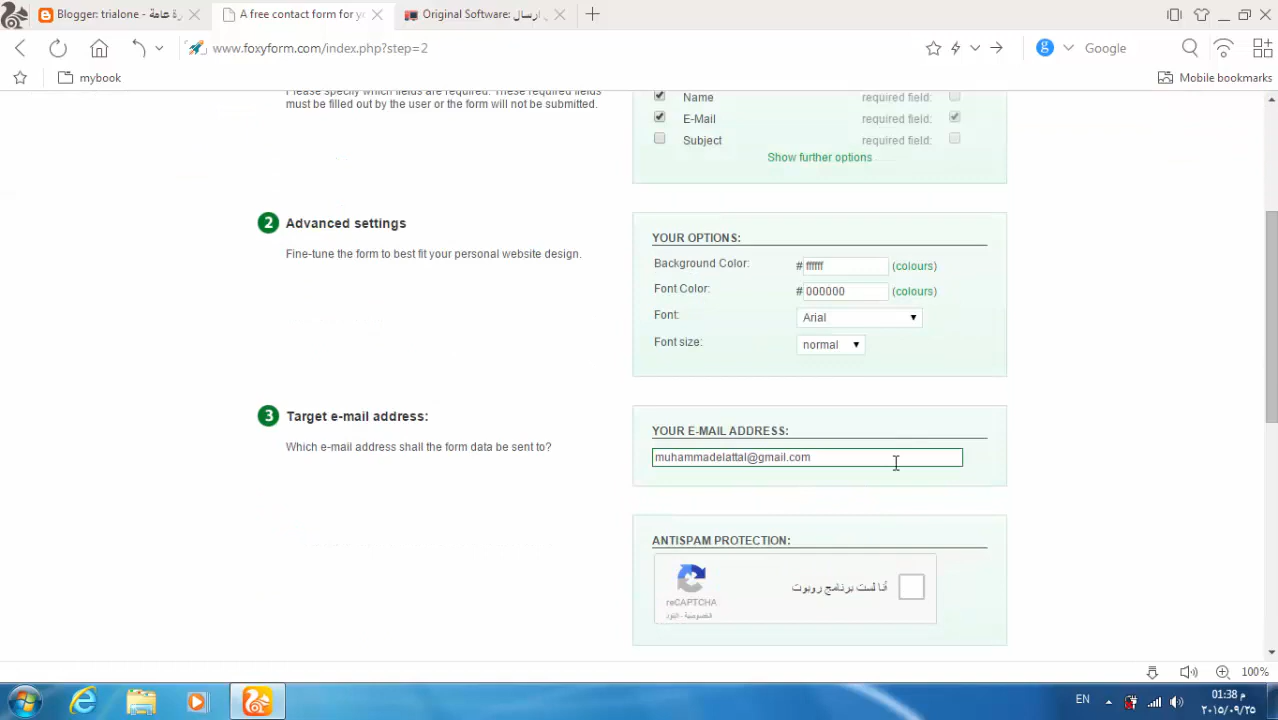 Blogger: trialone - رة عامة
A free contact form for yo
Original Software: ارسال
www.foxyform.com/index.php?step=2
Google
mybook
Mobile bookmarks
Please specify which fields are required. These required fields
must be filled out by the user or the form will not be submitted.
Name required field:
E-Mail required field:
Subject required field:
Show further options
2 Advanced settings
Fine-tune the form to best fit your personal website design.
YOUR OPTIONS:
Background Color: # ffffff (colours)
Font Color: # 000000 (colours)
Font: Arial
Font size: normal
3 Target e-mail address:
Which e-mail address shall the form data be sent to?
YOUR E-MAIL ADDRESS:
muhammadelattal@gmail.com
ANTISPAM PROTECTION:
أنا لست برنامج روبوت
reCAPTCHA
الخصوصية - البنود
100%
EN
01:38 م
٢٠١٥/٠٩/٢٥